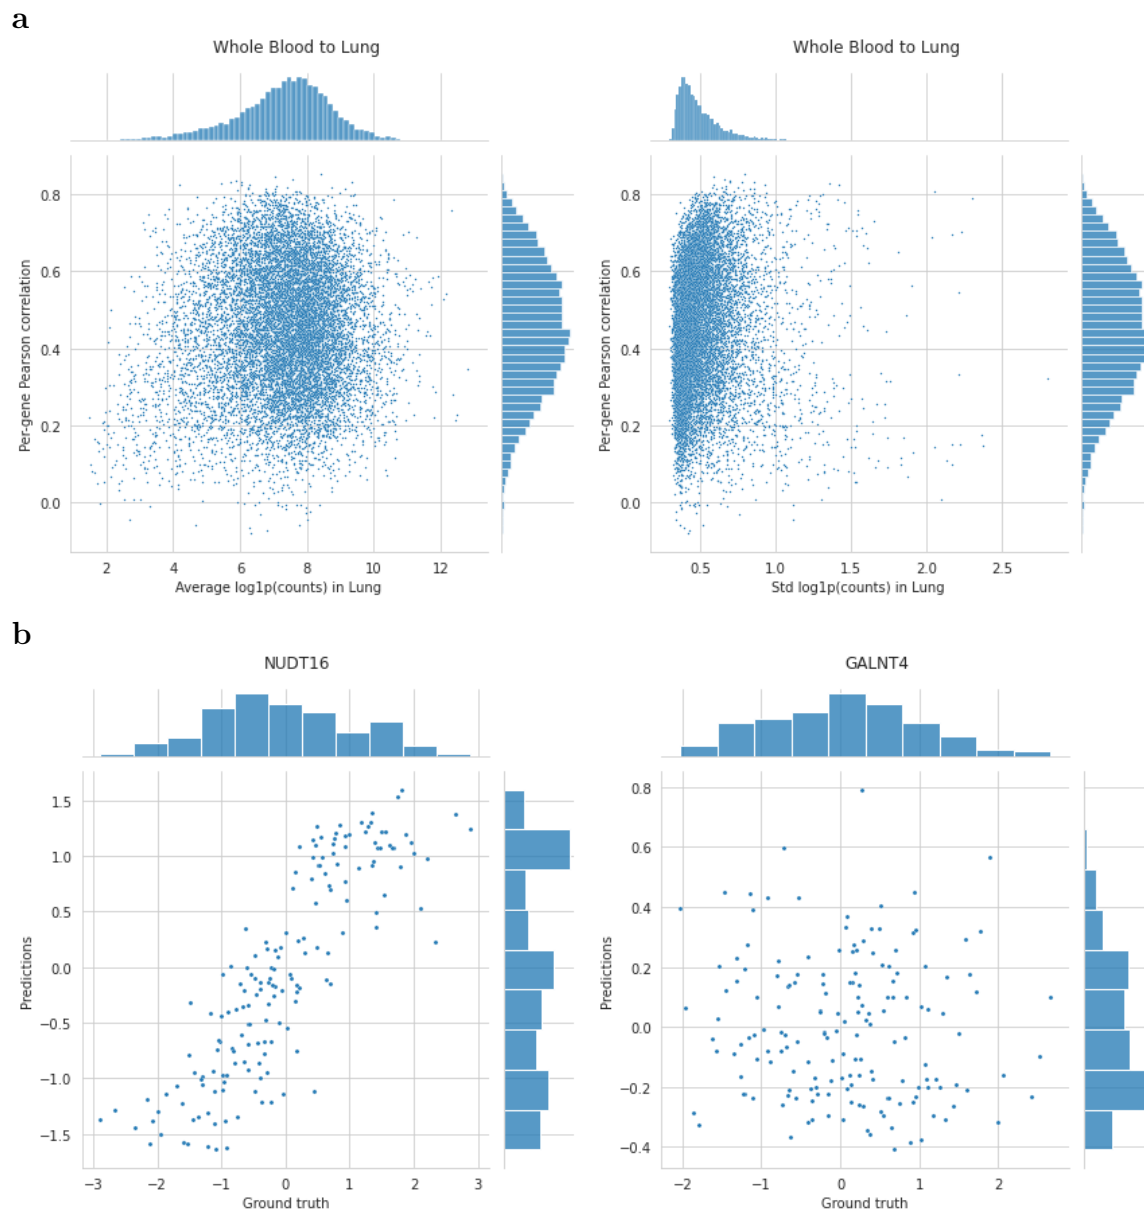 a
Whole Blood to Lung
Whole Blood to Lung
Per-gene Pearson correlation
0.8
0.6
0.4
0.2
0.0
2 4 6 8 10 12
Average log1p(counts) in Lung
Per-gene Pearson correlation
0.8
0.6
0.4
0.2
0.0
0.5 1.0 1.5 2.0 2.5
Std log1p(counts) in Lung
b
NUDT16
GALNT4
Predictions
1.5
1.0
0.5
0.0
−0.5
−1.0
−1.5
−3 −2 −1 0 1 2 3
Ground truth
Predictions
0.8
0.6
0.4
0.2
0.0
−0.2
−0.4
−2 −1 0 1 2
Ground truth